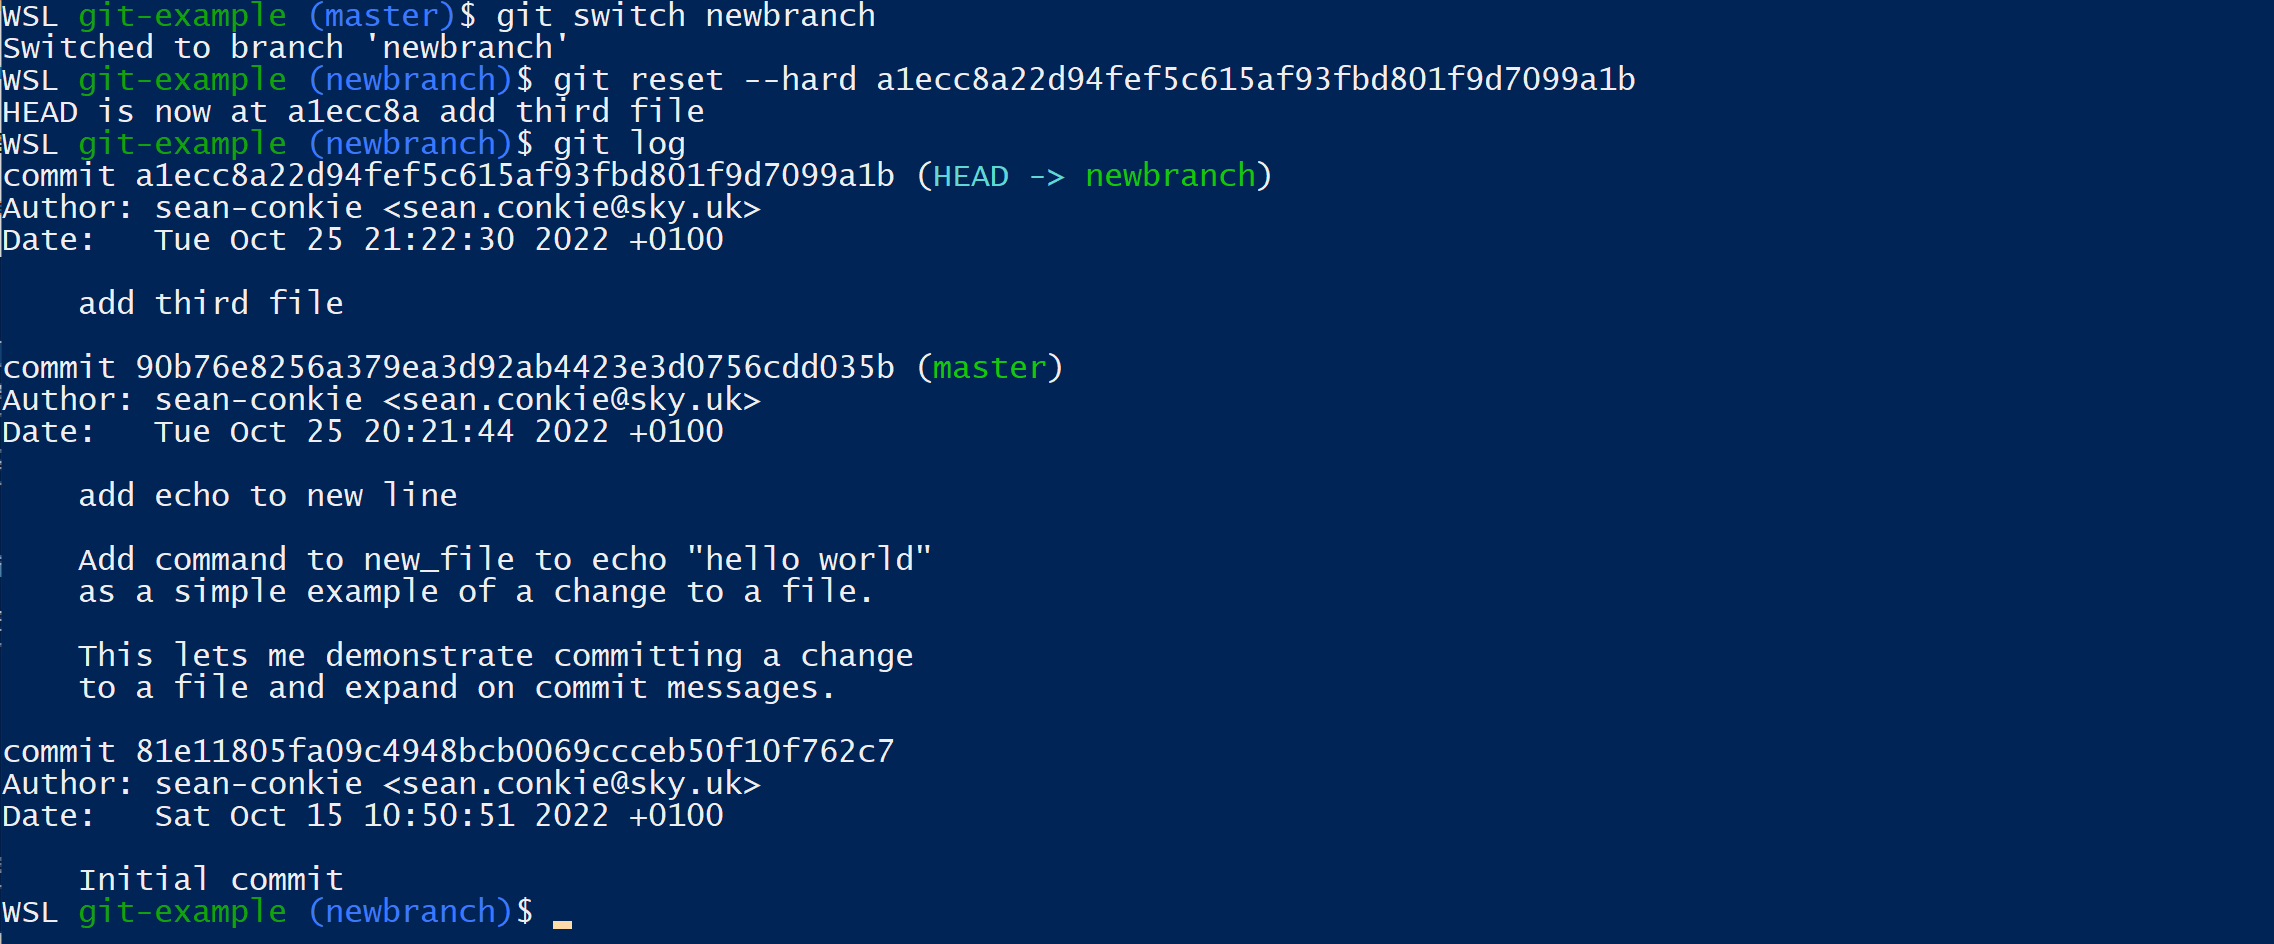 WSL git-example (master)$ git switch newbranch
Switched to branch 'newbranch'
WSL git-example (newbranch)$ git reset --hard a1ecc8a22d94fef5c615af93fbd801f9d7099a1b
HEAD is now at a1ecc8a add third file
WSL git-example (newbranch)$ git log
commit a1ecc8a22d94fef5c615af93fbd801f9d7099a1b (HEAD -> newbranch)
Author: sean-conkie <sean.conkie@sky.uk>
Date:   Tue Oct 25 21:22:30 2022 +0100
    add third file
commit 90b76e8256a379ea3d92ab4423e3d0756cdd035b (master)
Author: sean-conkie <sean.conkie@sky.uk>
Date:   Tue Oct 25 20:21:44 2022 +0100
    add echo to new line
    Add command to new_file to echo "hello world"
    as a simple example of a change to a file.
    This lets me demonstrate committing a change
    to a file and expand on commit messages.
commit 81e11805fa09c4948bcb0069ccceb50f10f762c7
Author: sean-conkie <sean.conkie@sky.uk>
Date:   Sat Oct 15 10:50:51 2022 +0100
    Initial commit
WSL git-example (newbranch)$